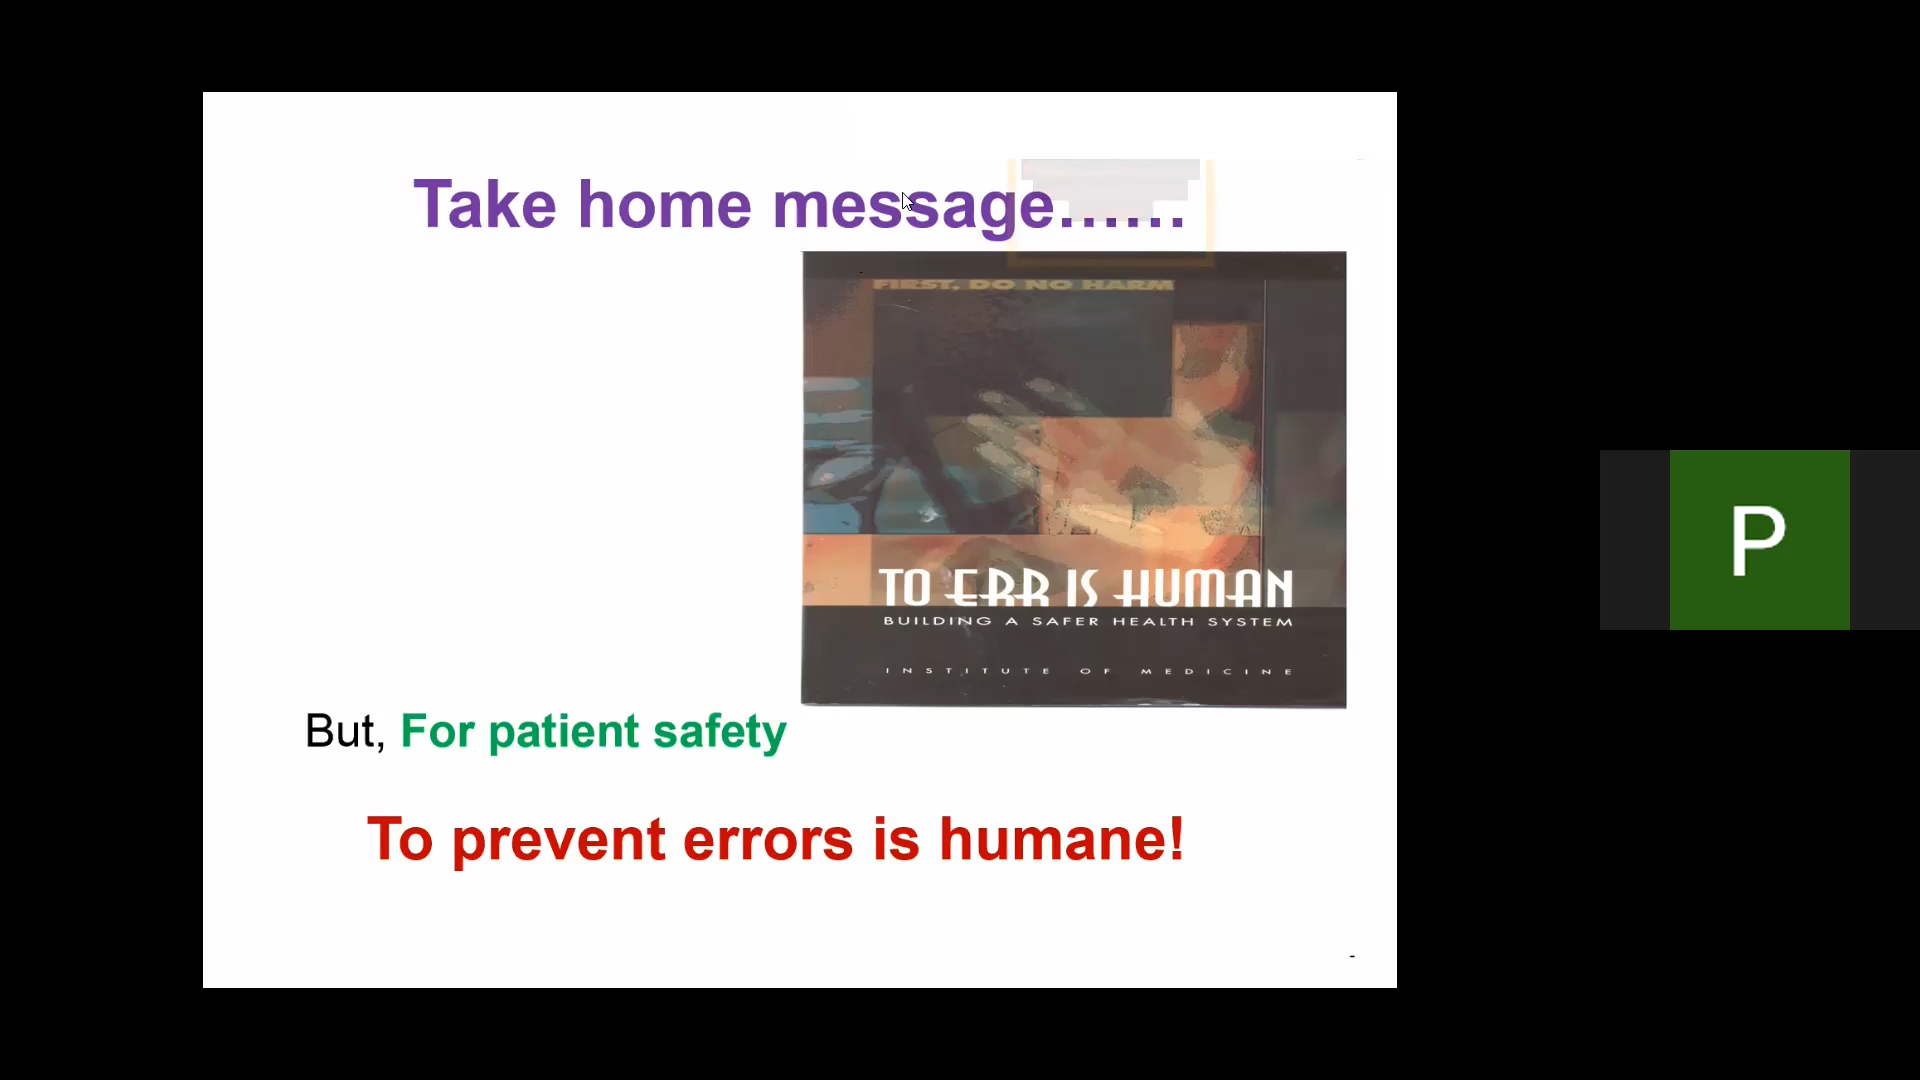 Take home message......
FIRST, DO NO HARM
TO ERR IS HUMAN
BUILDING A SAFER HEALTH SYSTEM
INSTITUTE OF MEDICINE
But, For patient safety
To prevent errors is humane!
P